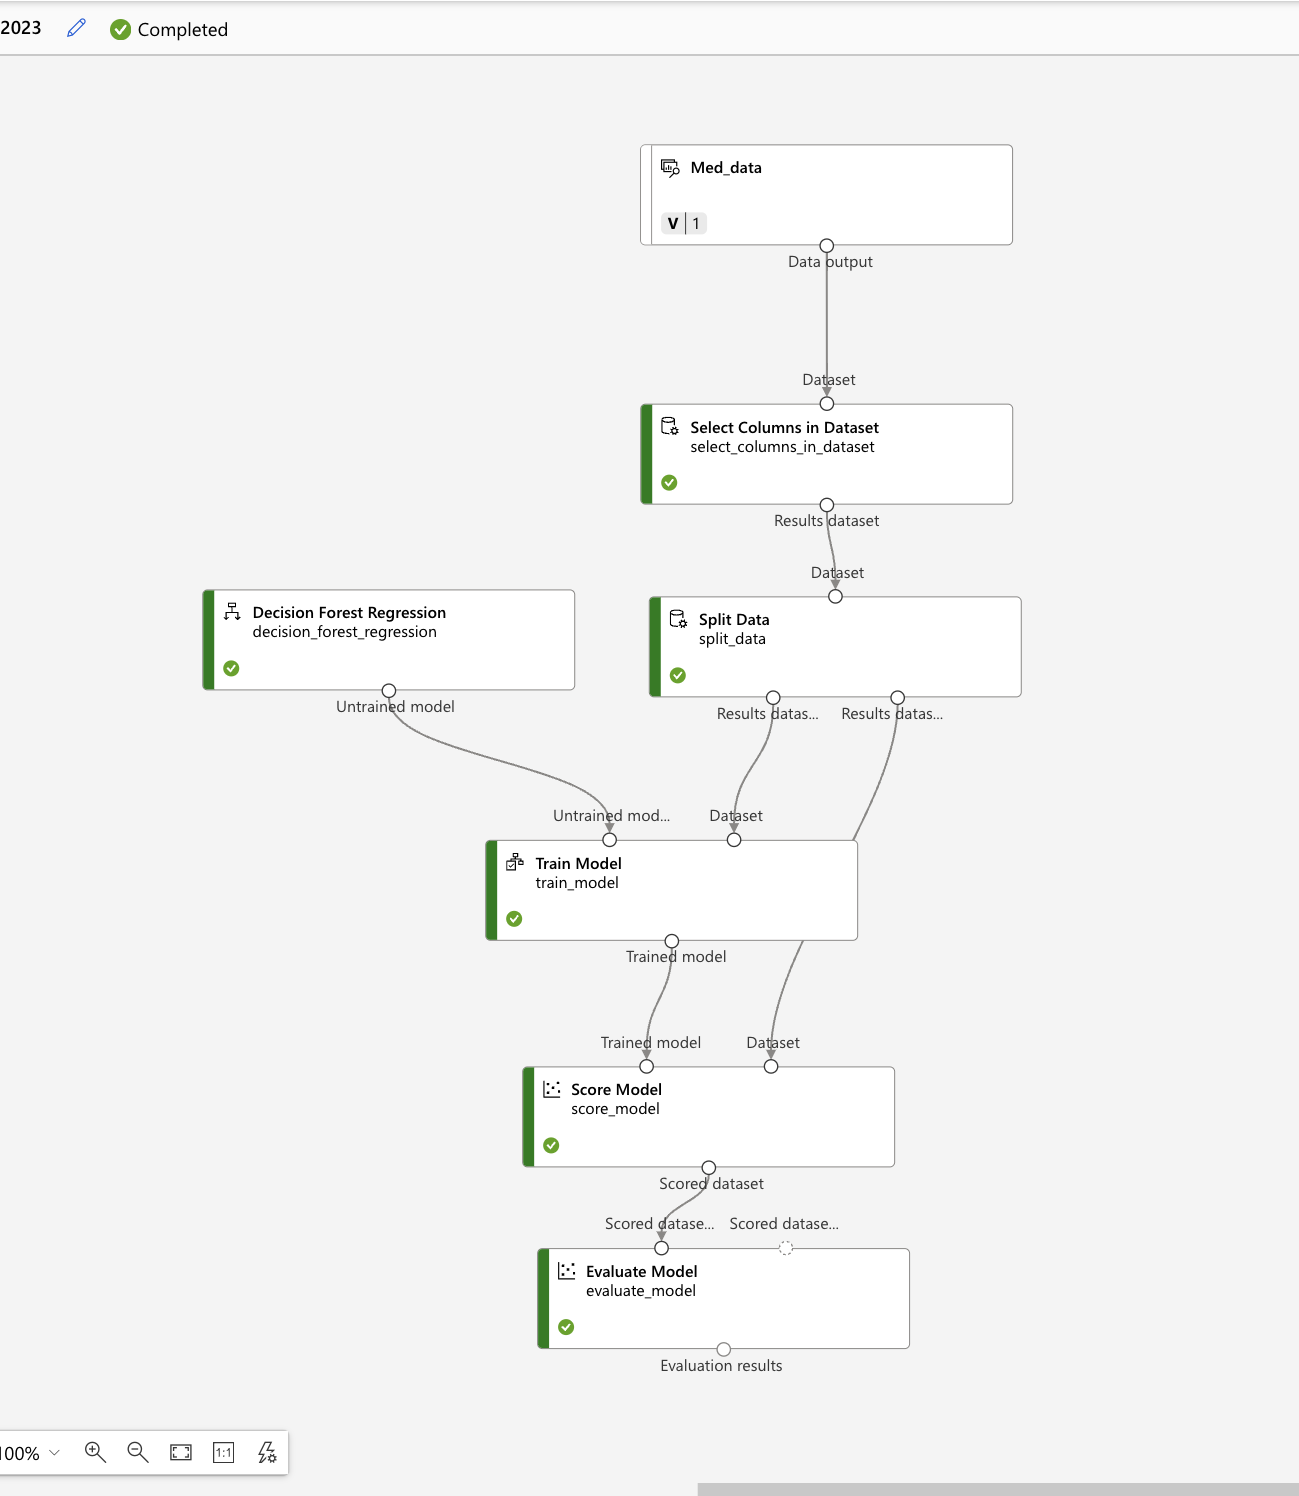 2023
Completed
Med_data
V 1
Data output
Dataset
Select Columns in Dataset
select_columns_in_dataset
Results dataset
Dataset
Decision Forest Regression
decision_forest_regression
Untrained model
Split Data
split_data
Results datas...
Results datas...
Untrained mod...
Dataset
Train Model
train_model
Trained model
Trained model
Dataset
Score Model
score_model
Scored dataset
Scored datase...
Scored datase...
Evaluate Model
evaluate_model
Evaluation results
100%
1:1